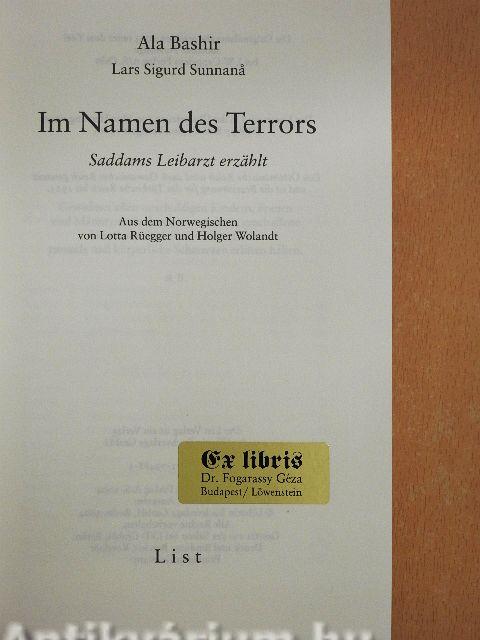 Ala Bashir
Lars Sigurd Sunnanå
Im Namen des Terrors
Saddams Leibarzt erzählt
Aus dem Norwegischen
von Lotta Rüegger und Holger Wolandt
Ex libris
Dr. Fogarassy Géza
Budapest/ Löwenstein
List
Antikvárium.hu